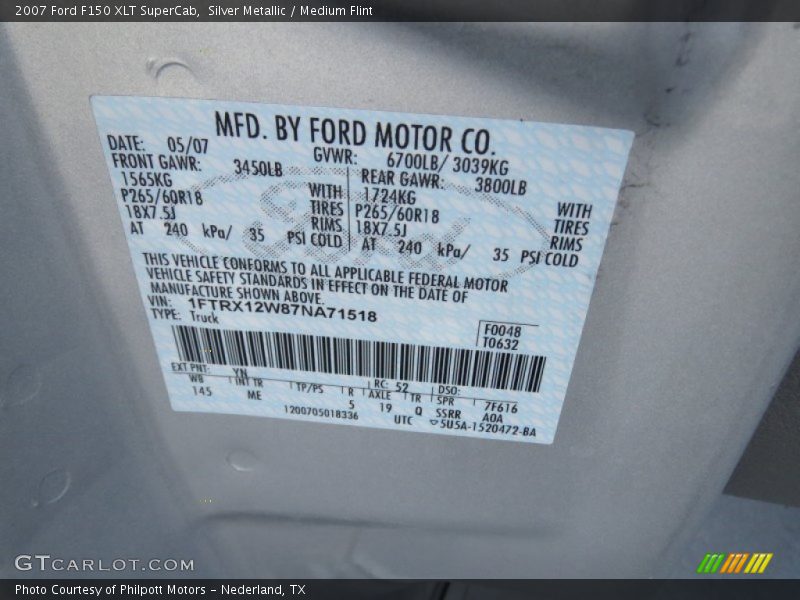 2007 Ford F150 XLT SuperCab,  Silver Metallic / Medium Flint
MFD. BY FORD MOTOR CO.
DATE: 05/07 GVWR: 6700LB/ 3039KG
FRONT GAWR: 3450LB REAR GAWR: 3800LB
1565KG WITH 1724KG WITH
P265/60R18 TIRES P265/60R18 TIRES
18X7.5J RIMS 18X7.5J RIMS
AT 240 kPa/ 35 PSI COLD AT 240 kPa/ 35 PSI COLD
Ford
THIS VEHICLE CONFORMS TO ALL APPLICABLE FEDERAL MOTOR
VEHICLE SAFETY STANDARDS IN EFFECT ON THE DATE OF
MANUFACTURE SHOWN ABOVE.
VIN: 1FTRX12W87NA71518
TYPE: Truck
F0048
T0632
EXT PNT: YN RC: 52 DSO:
WB INT TR TP/PS R AXLE TR SPR 7F616
145 ME 5 19 Q SSRR A0A
1200705018336 UTC 5U5A-1520472-BA
GTCARLOT.COM
Photo Courtesy of Philpott Motors - Nederland, TX